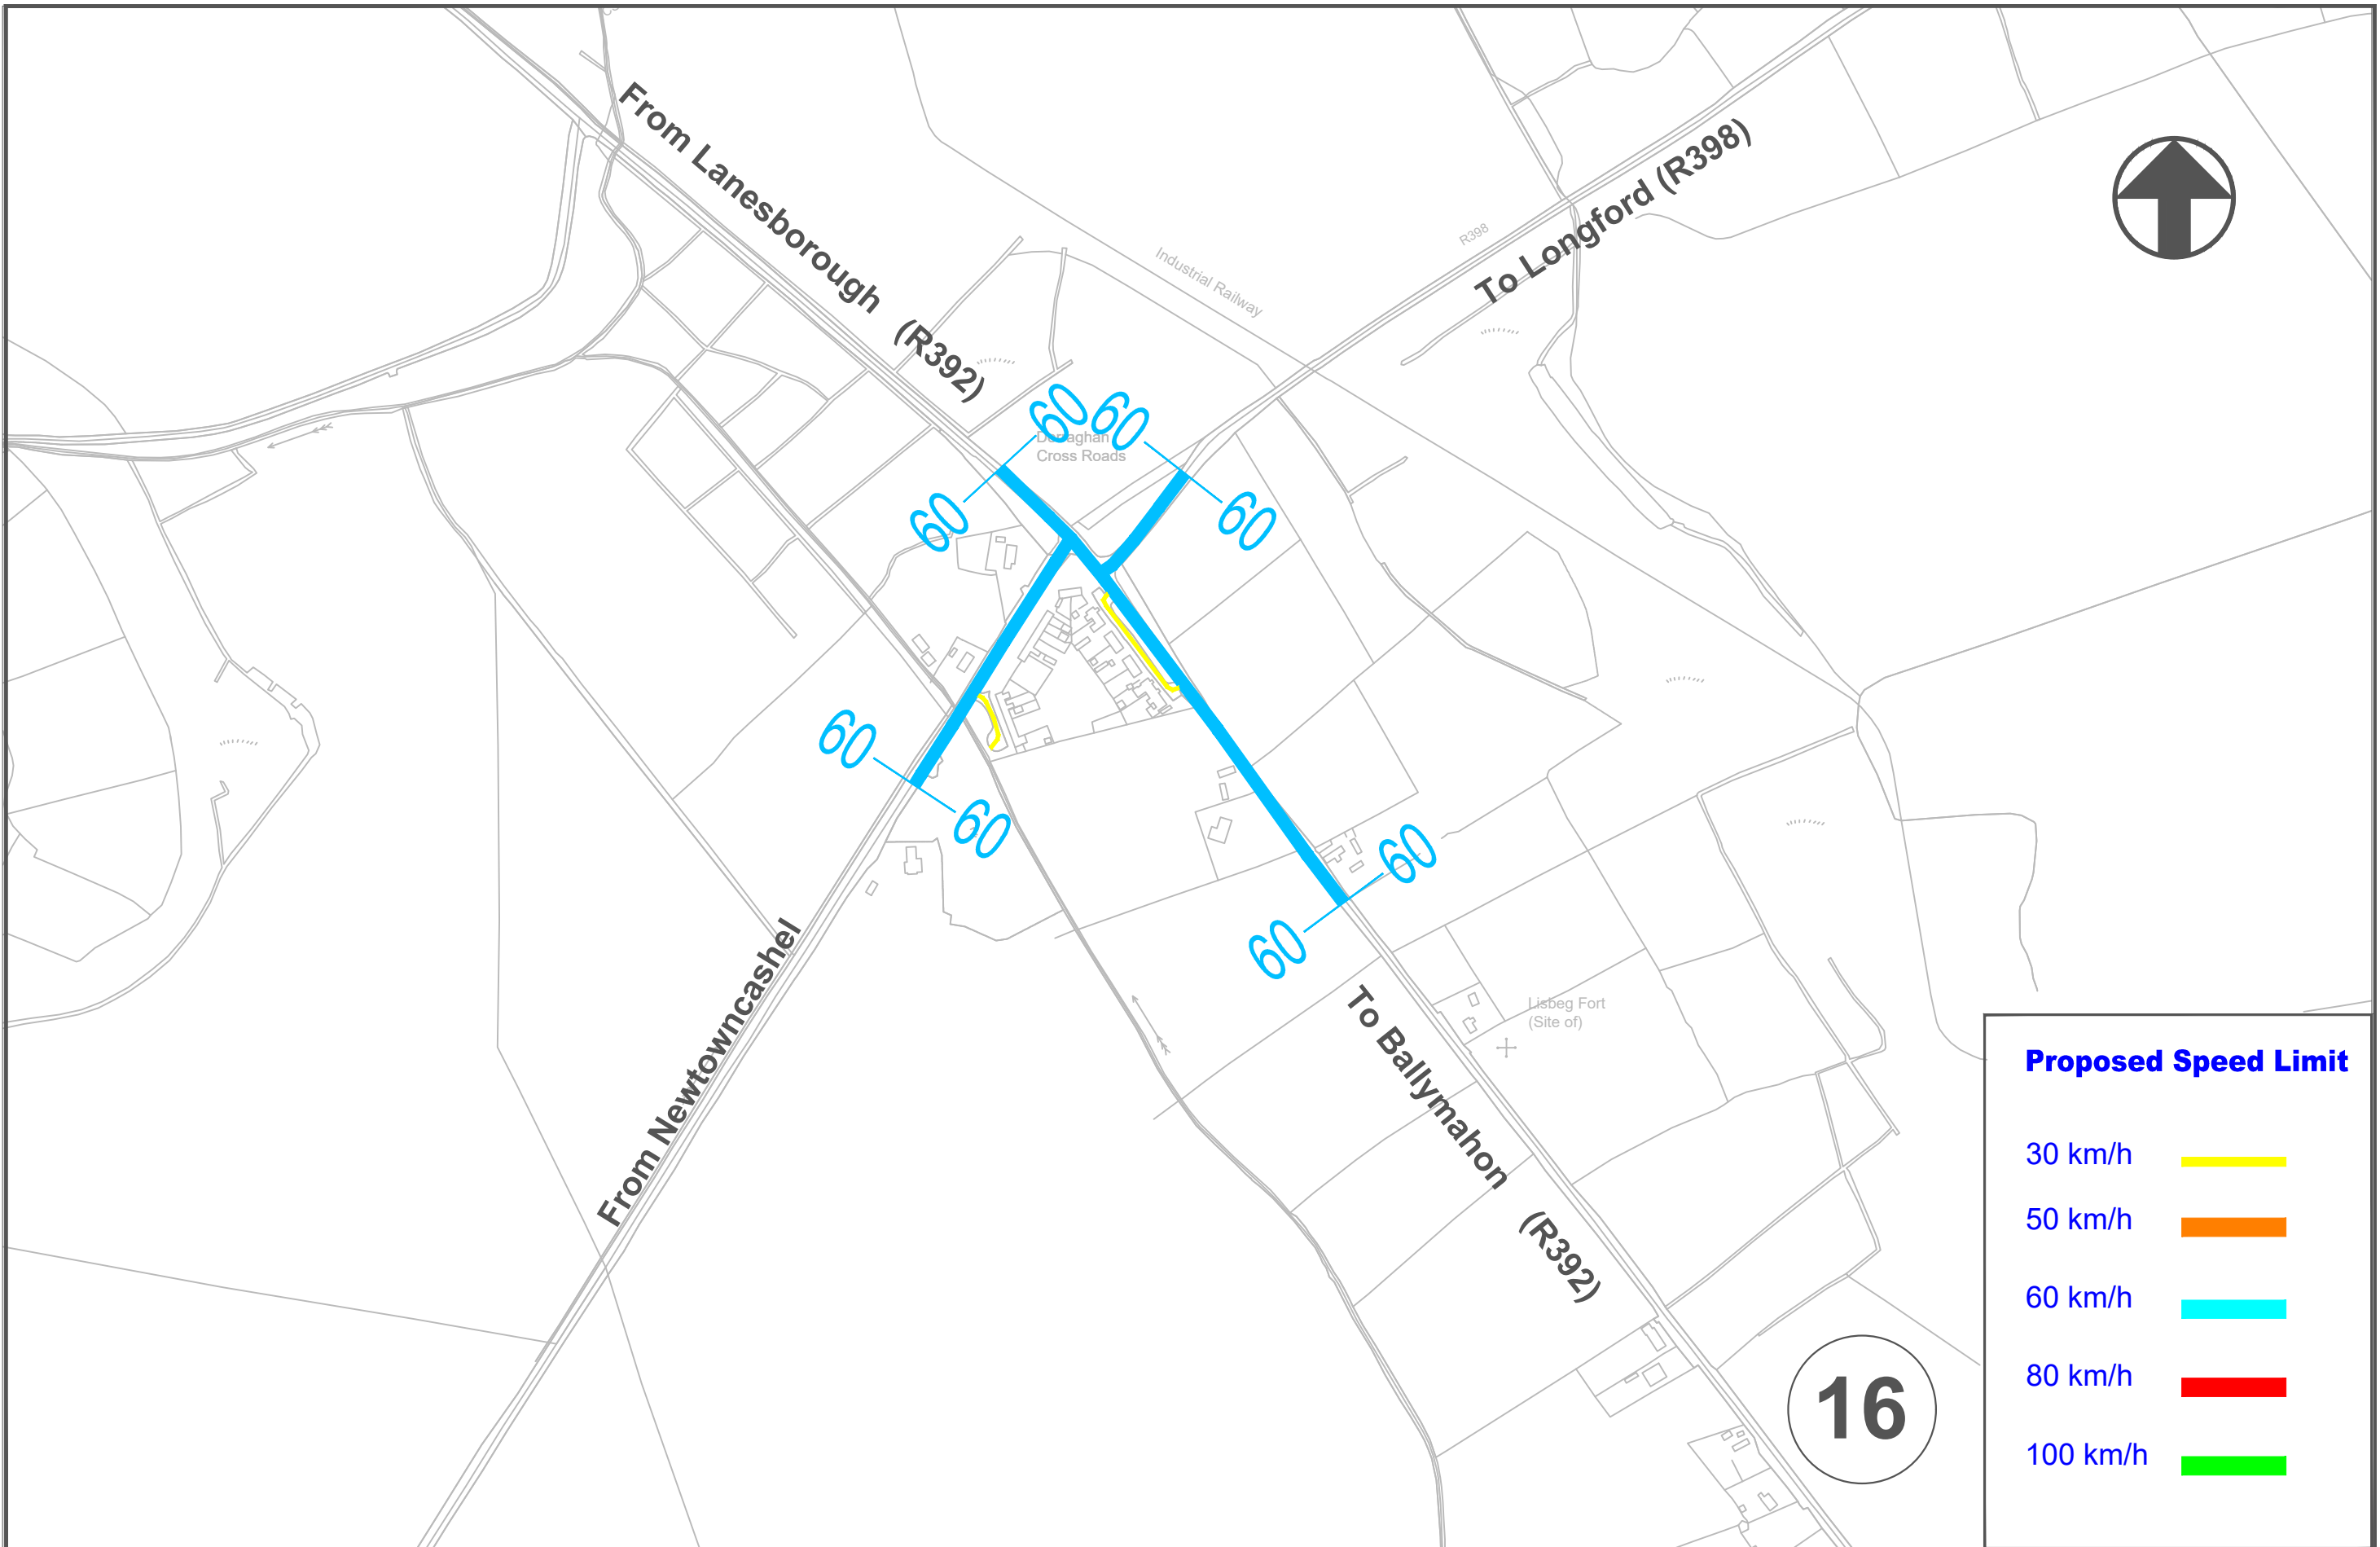 From Lanesborough (R392)
To Longford (R398)
R398
Industrial Railway
60
60
Derraghan
Cross Roads
60
60
60
60
60
60
From Newtowncashel
To Ballymahon (R392)
Lisbeg Fort
(Site of)
16
Proposed Speed Limit
30 km/h
50 km/h
60 km/h
80 km/h
100 km/h